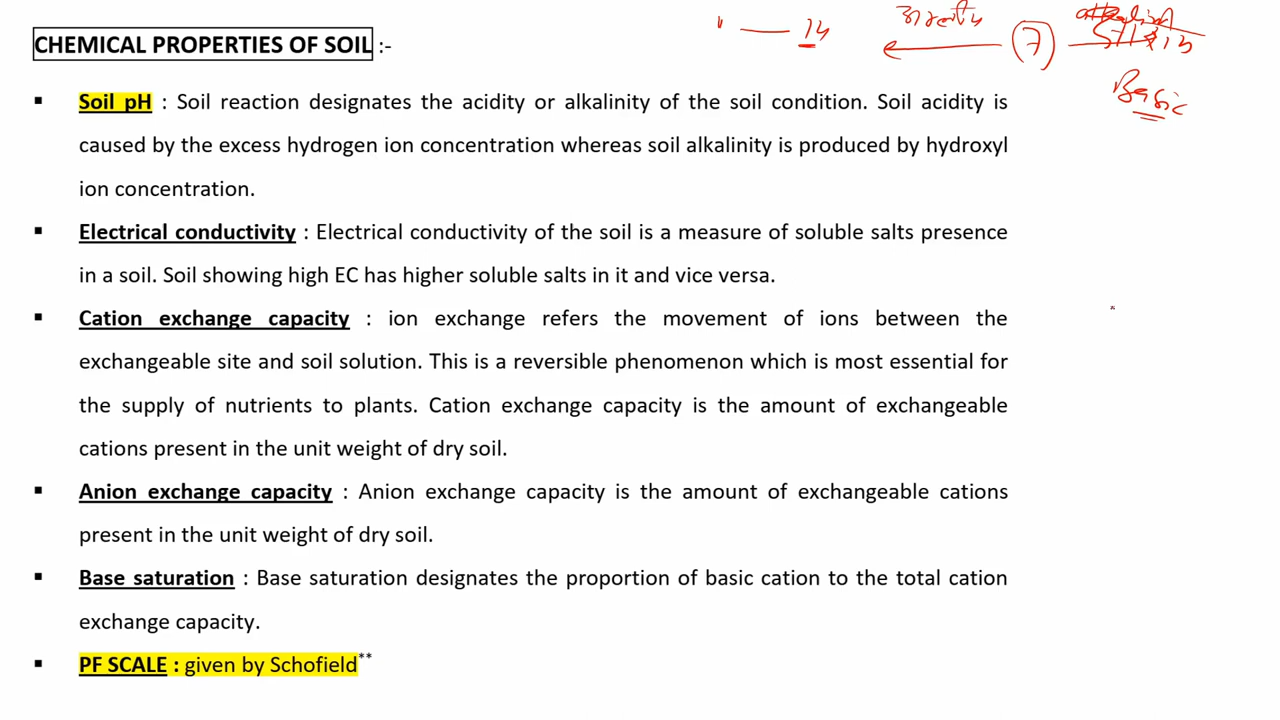 CHEMICAL PROPERTIES OF SOIL :-
14
7
Basic
▪ Soil pH : Soil reaction designates the acidity or alkalinity of the soil condition. Soil acidity is
caused by the excess hydrogen ion concentration whereas soil alkalinity is produced by hydroxyl
ion concentration.
▪ Electrical conductivity : Electrical conductivity of the soil is a measure of soluble salts presence
in a soil. Soil showing high EC has higher soluble salts in it and vice versa.
▪ Cation exchange capacity : ion exchange refers the movement of ions between the
exchangeable site and soil solution. This is a reversible phenomenon which is most essential for
the supply of nutrients to plants. Cation exchange capacity is the amount of exchangeable
cations present in the unit weight of dry soil.
▪ Anion exchange capacity : Anion exchange capacity is the amount of exchangeable cations
present in the unit weight of dry soil.
▪ Base saturation : Base saturation designates the proportion of basic cation to the total cation
exchange capacity.
▪ PF SCALE : given by Schofield**